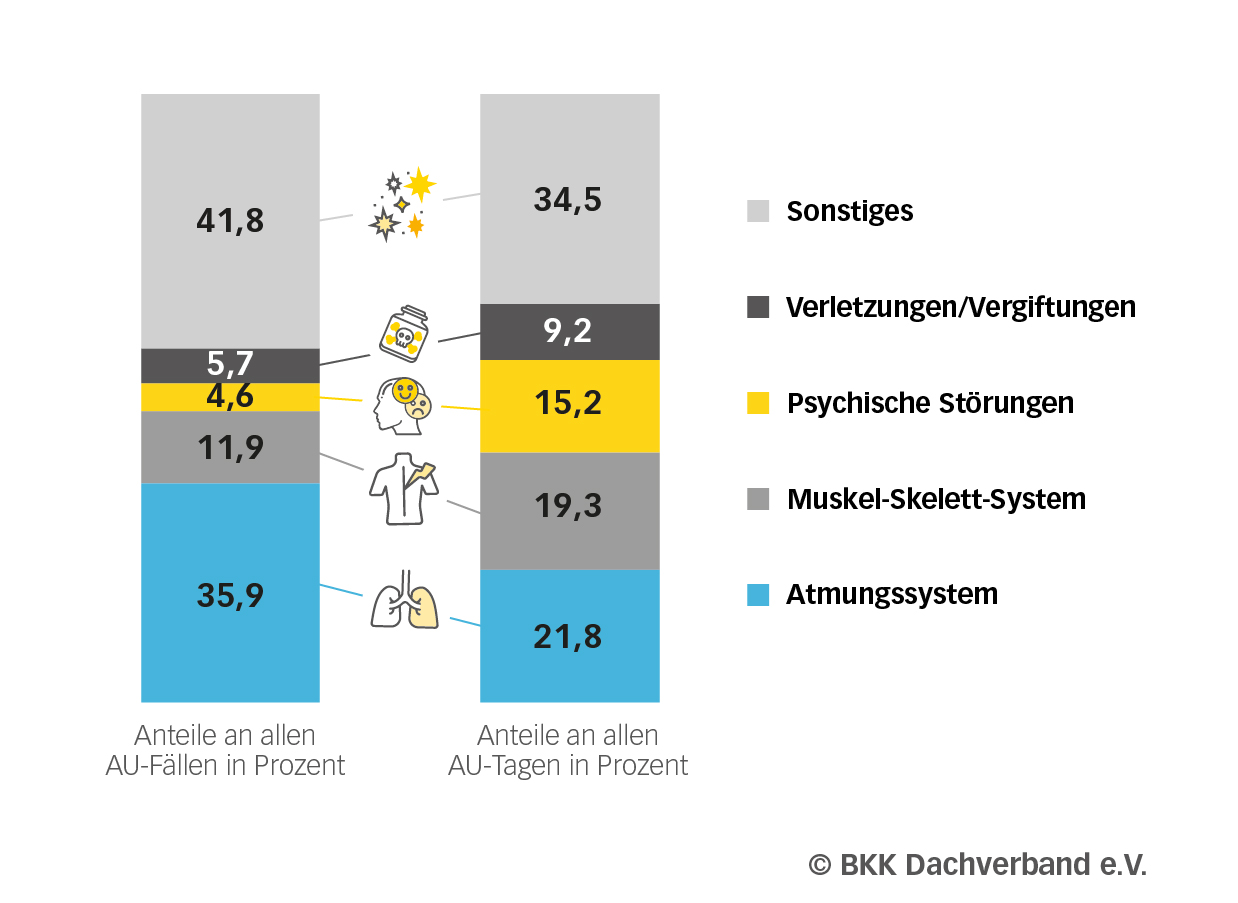 41,8
5,7
4,6
11,9
35,9
Anteile an allen
AU-Fällen in Prozent
34,5
9,2
15,2
19,3
21,8
Anteile an allen
AU-Tagen in Prozent
Sonstiges
Verletzungen/Vergiftungen
Psychische Störungen
Muskel-Skelett-System
Atmungssystem
© BKK Dachverband e.V.